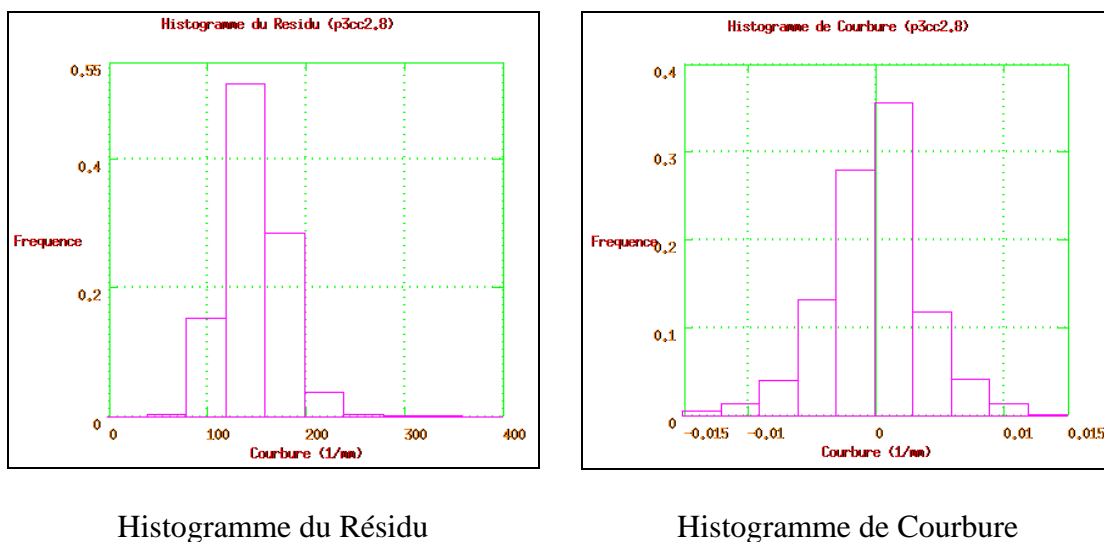 Histogramme du Residu (p3cc2.8)
0.55
0.4
Frequence
0.2
0
0 100 200 300 400
Courbure (1/mm)
Histogramme de Courbure (p3cc2.8)
0.4
0.3
Frequence
0.2
0.1
0
-0.015 -0.01 0 0.01 0.015
Courbure (1/mm)
Histogramme du Résidu
Histogramme de Courbure